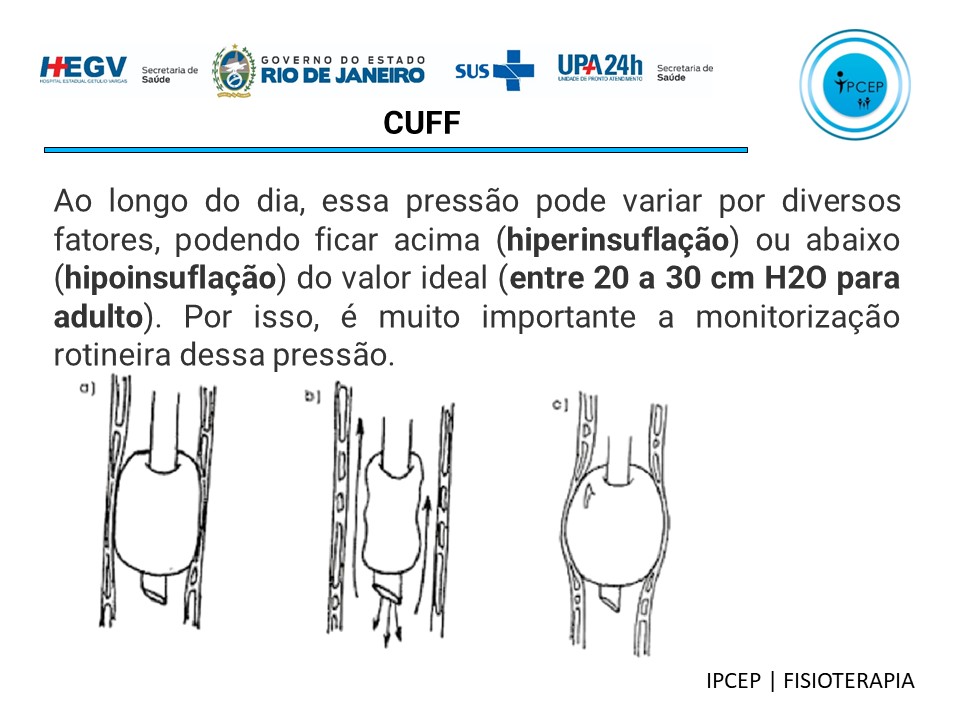 HEGV
HOSPITAL ESTADUAL GETÚLIO VARGAS
Secretaria de
Saúde
GOVERNO DO ESTADO
RIO DE JANEIRO
SUS
UPA 24h
UNIDADE DE PRONTO ATENDIMENTO
Secretaria de
Saúde
IPCEP
CUFF
Ao longo do dia, essa pressão pode variar por diversos
fatores, podendo ficar acima (hiperinsuflação) ou abaixo
(hipoinsuflação) do valor ideal (entre 20 a 30 cm H2O para
adulto). Por isso, é muito importante a monitorização
rotineira dessa pressão.
a)
b)
c)
IPCEP | FISIOTERAPIA